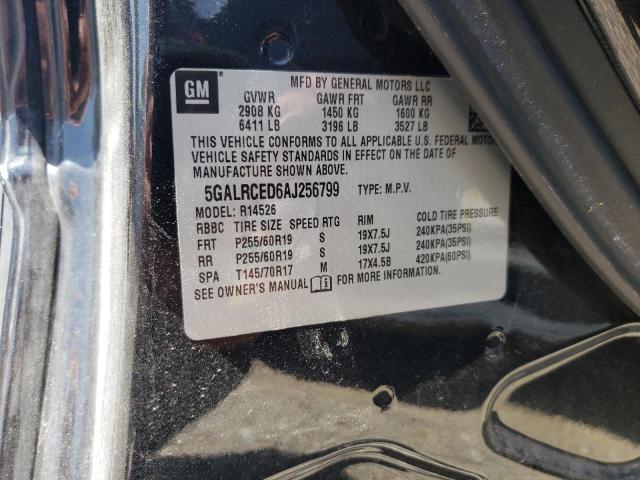 GM
MFD BY GENERAL MOTORS LLC
GVWR GAWR FRT GAWR RR
2908 KG 1450 KG 1600 KG
6411 LB 3196 LB 3527 LB
THIS VEHICLE CONFORMS TO ALL APPLICABLE U.S. FEDERAL MOTOR
VEHICLE SAFETY STANDARDS IN EFFECT ON THE DATE OF
MANUFACTURE SHOWN ABOVE.
5GALRCED6AJ256799 TYPE: M.P.V.
MODEL: R14526
RBBC TIRE SIZE SPEED RTG RIM COLD TIRE PRESSURE
FRT P255/60R19 S 19X7.5J 240KPA(35PSI)
RR P255/60R19 S 19X7.5J 240KPA(35PSI)
SPA T145/70R17 M 17X4.5B 420KPA(60PSI)
SEE OWNER'S MANUAL FOR MORE INFORMATION.